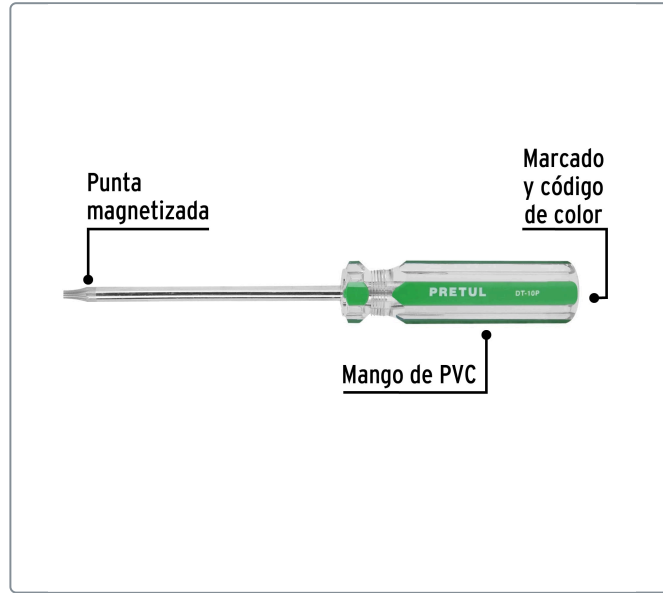 Punta
magnetizada
Marcado
y código
de color
PRETUL DT-10P
Mango de PVC